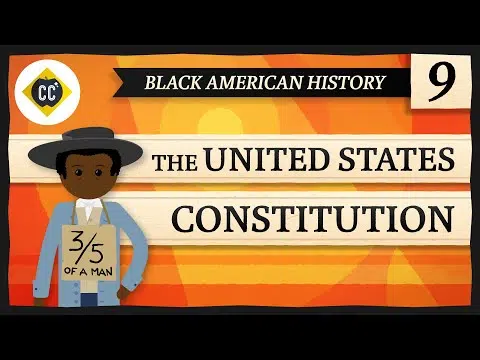 CC
BLACK AMERICAN HISTORY
9
THE UNITED STATES
CONSTITUTION
3/5
OF A MAN